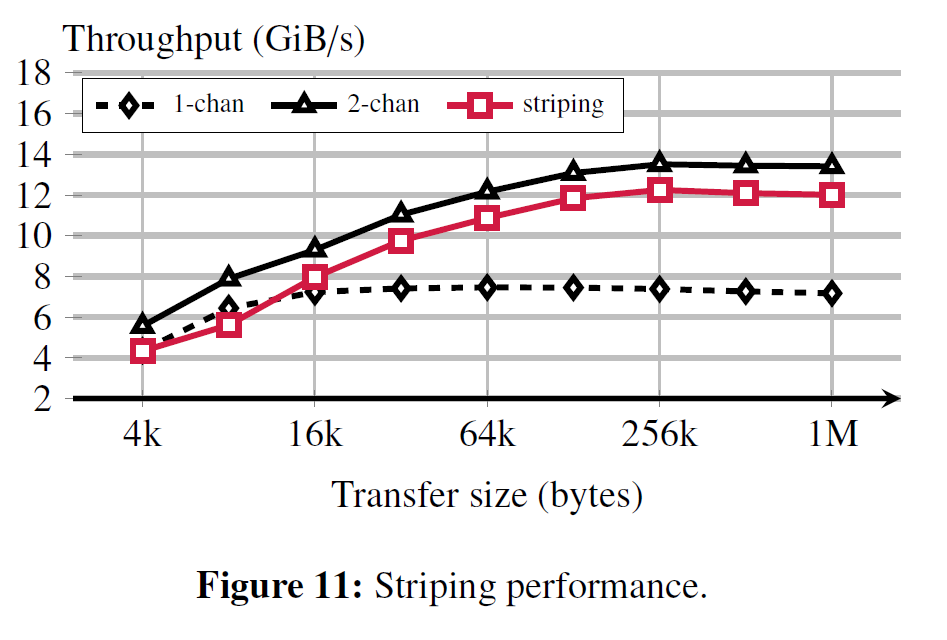 Throughput (GiB/s)
18
1-chan 2-chan striping
16
14
12
10
8
6
4
2
4k 16k 64k 256k 1M
Transfer size (bytes)
Figure 11: Striping performance.